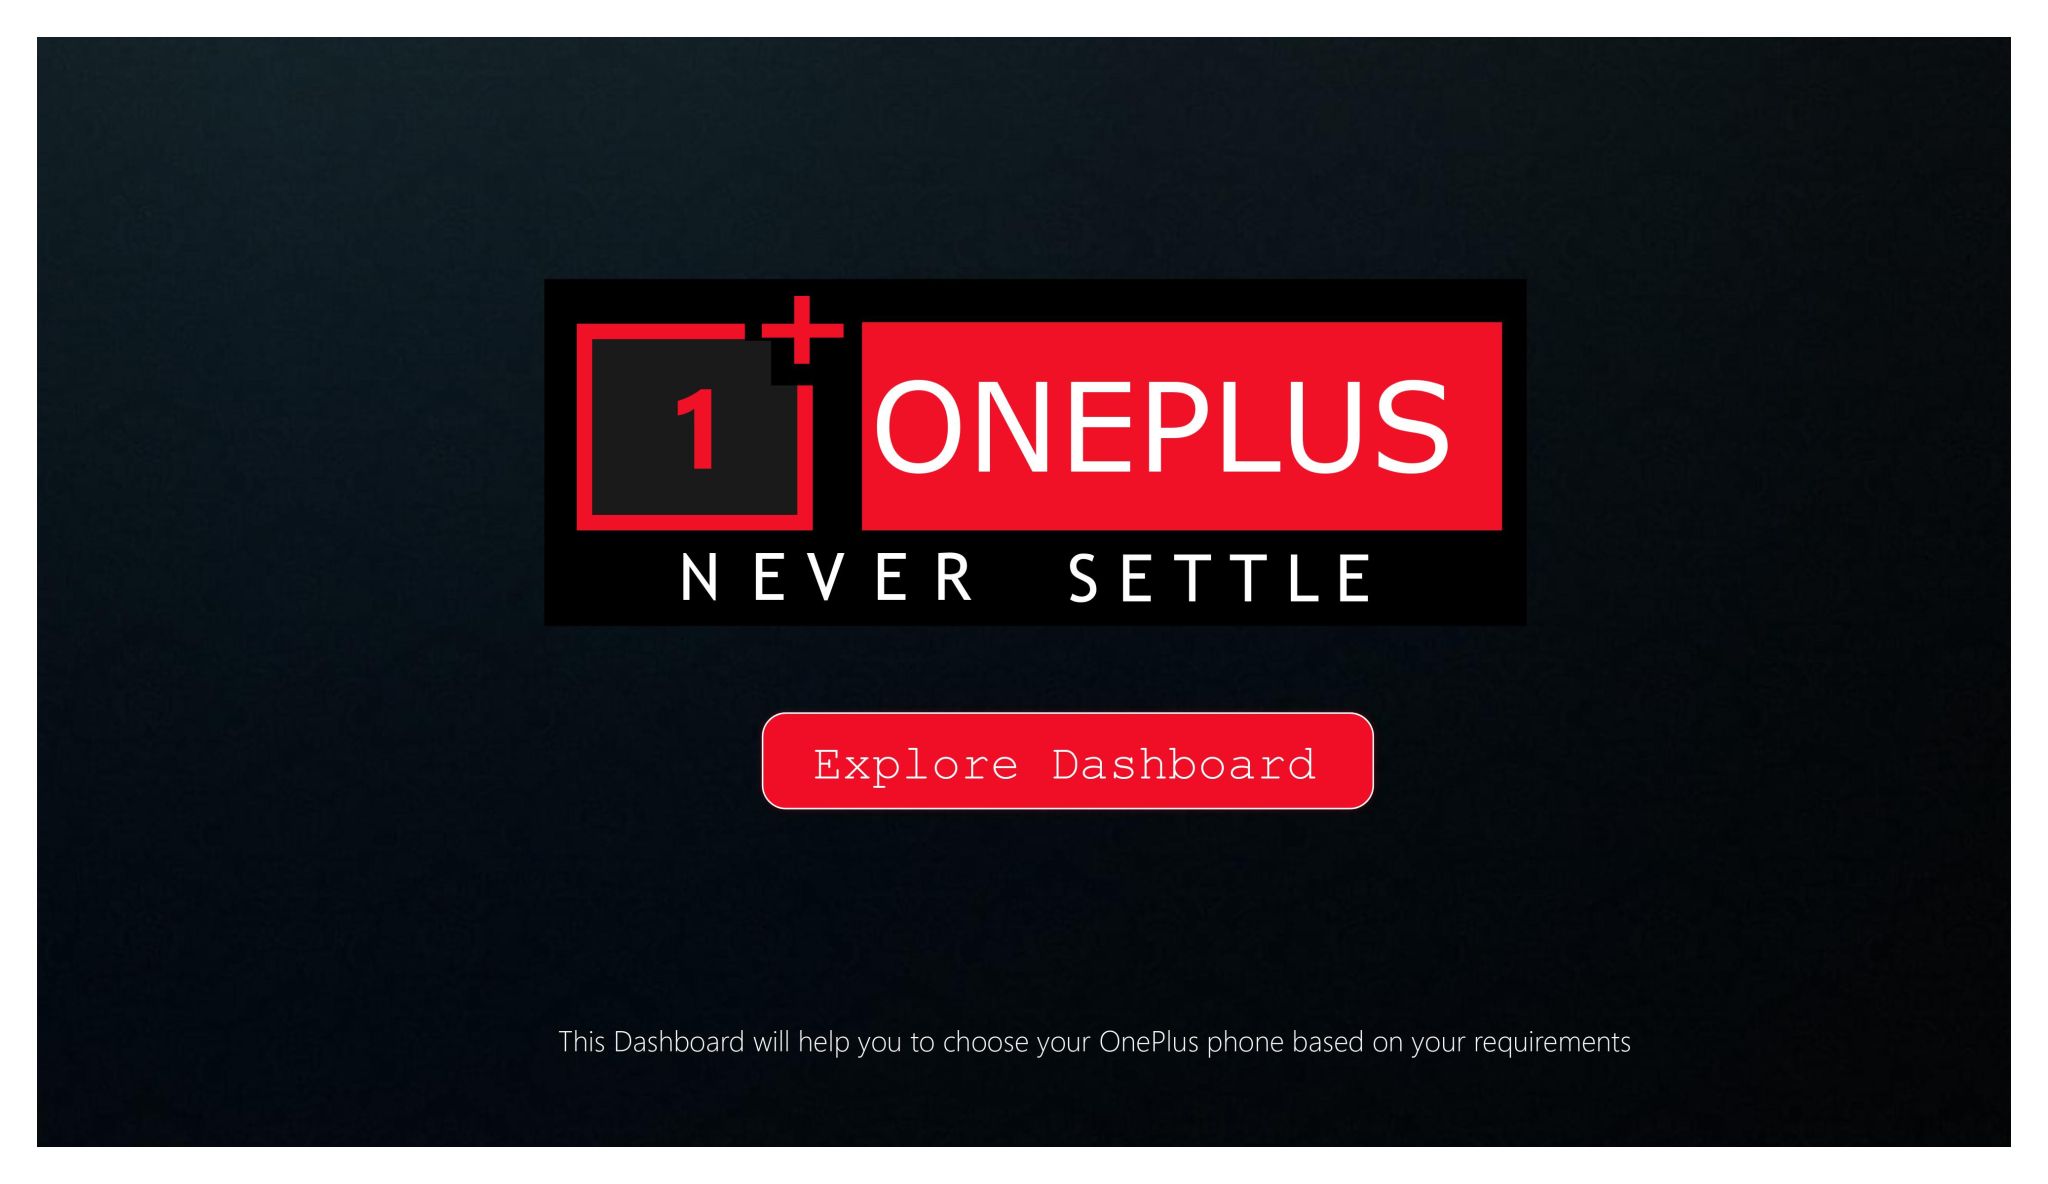 1+ ONEPLUS
NEVER SETTLE
Explore Dashboard
This Dashboard will help you to choose your OnePlus phone based on your requirements